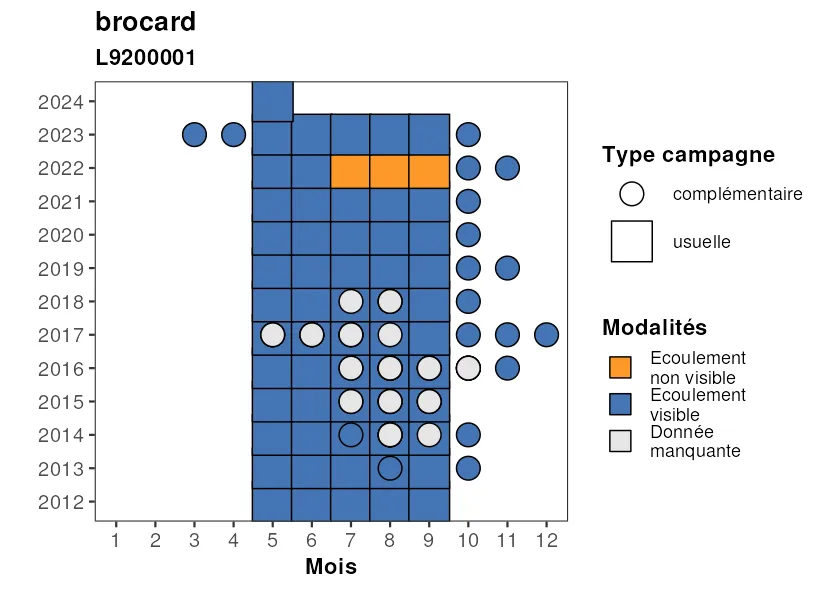 brocard
L9200001
2024
2023
2022
2021
2020
2019
2018
2017
2016
2015
2014
2013
2012
1 2 3 4 5 6 7 8 9 10 11 12
Mois
Type campagne
complémentaire
usuelle
Modalités
Ecoulement
non visible
Ecoulement
visible
Donnée
manquante